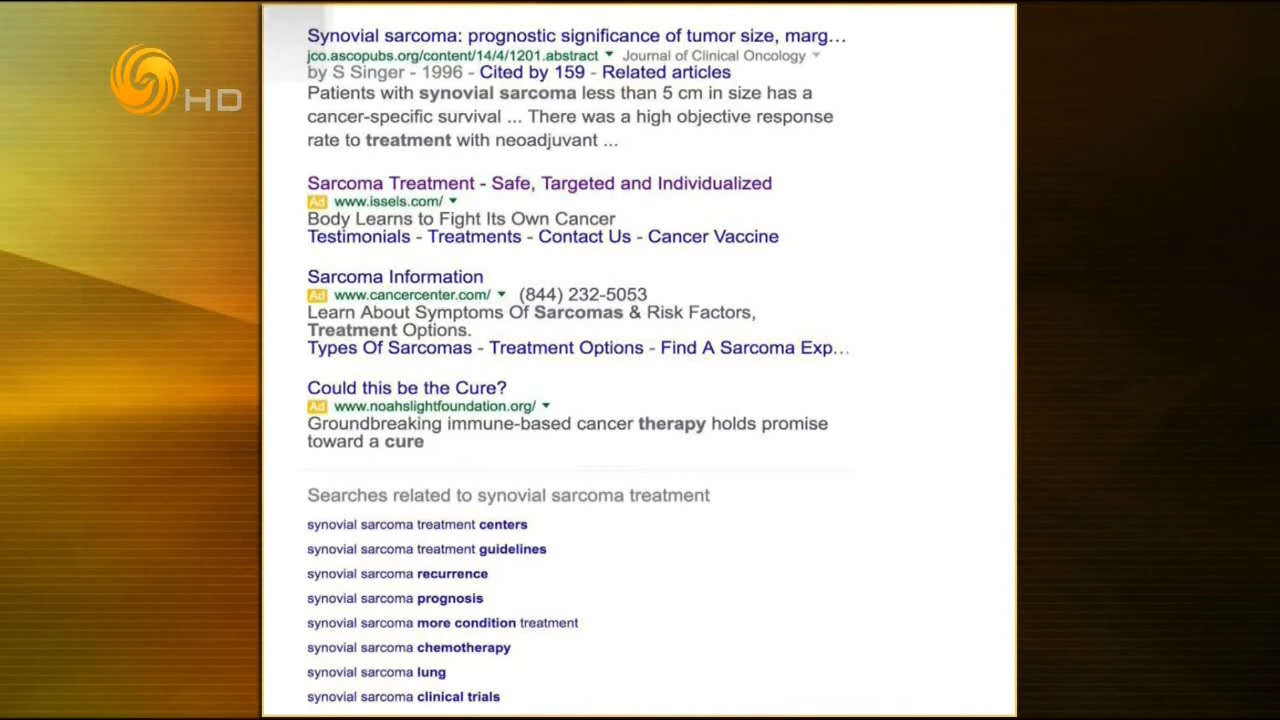 HD
Synovial sarcoma: prognostic significance of tumor size, marg...
jco.ascopubs.org/content/14/4/1201.abstract Journal of Clinical Oncology
by S Singer - 1996 - Cited by 159 - Related articles
Patients with synovial sarcoma less than 5 cm in size has a
cancer-specific survival ... There was a high objective response
rate to treatment with neoadjuvant ...
Sarcoma Treatment - Safe, Targeted and Individualized
Ad www.issels.com/
Body Learns to Fight Its Own Cancer
Testimonials - Treatments - Contact Us - Cancer Vaccine
Sarcoma Information
Ad www.cancercenter.com/ (844) 232-5053
Learn About Symptoms Of Sarcomas & Risk Factors,
Treatment Options.
Types Of Sarcomas - Treatment Options - Find A Sarcoma Exp...
Could this be the Cure?
Ad www.noahslightfoundation.org/
Groundbreaking immune-based cancer therapy holds promise
toward a cure
Searches related to synovial sarcoma treatment
synovial sarcoma treatment centers
synovial sarcoma treatment guidelines
synovial sarcoma recurrence
synovial sarcoma prognosis
synovial sarcoma more condition treatment
synovial sarcoma chemotherapy
synovial sarcoma lung
synovial sarcoma clinical trials